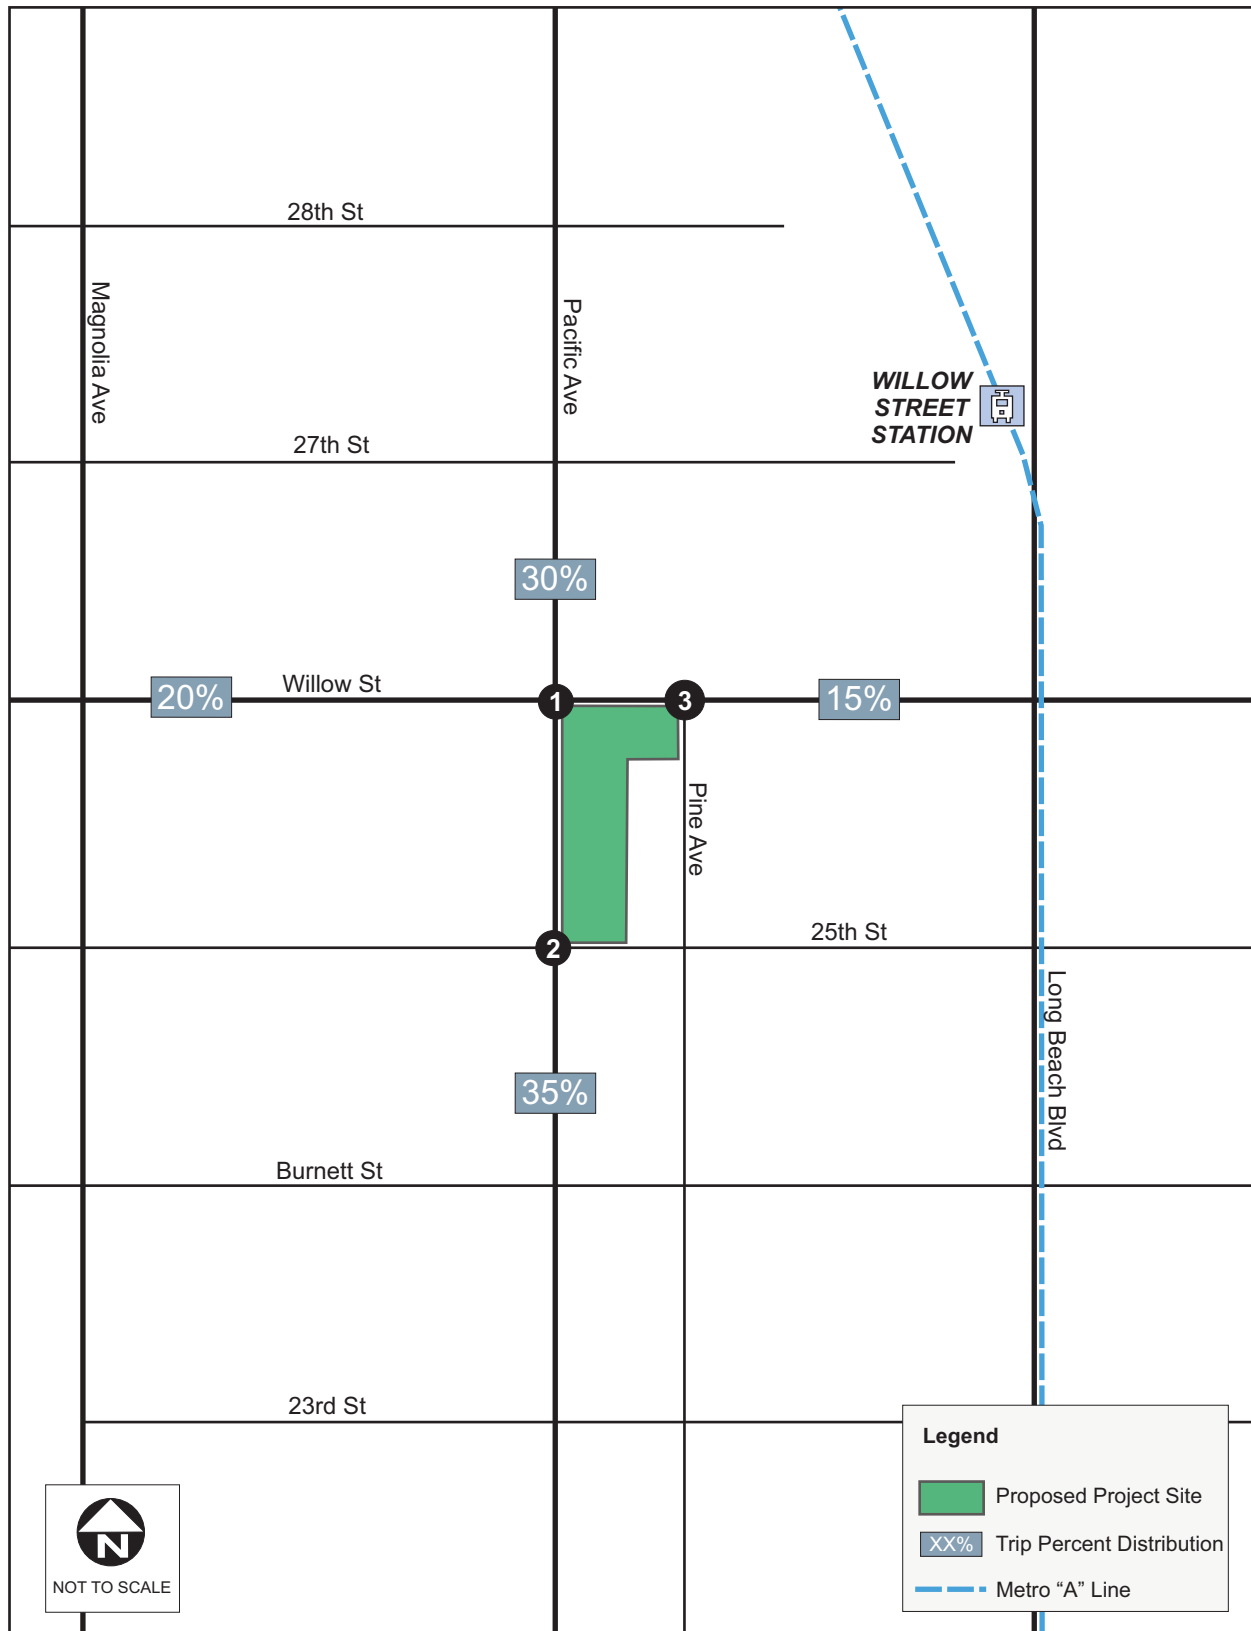 28th St
Magnolia Ave
Pacific Ave
WILLOW
STREET
STATION
27th St
30%
Willow St
20%
1
3
15%
Pine Ave
25th St
2
Long Beach Blvd
35%
Burnett St
23rd St
Legend
Proposed Project Site
XX% Trip Percent Distribution
Metro “A” Line
N
NOT TO SCALE